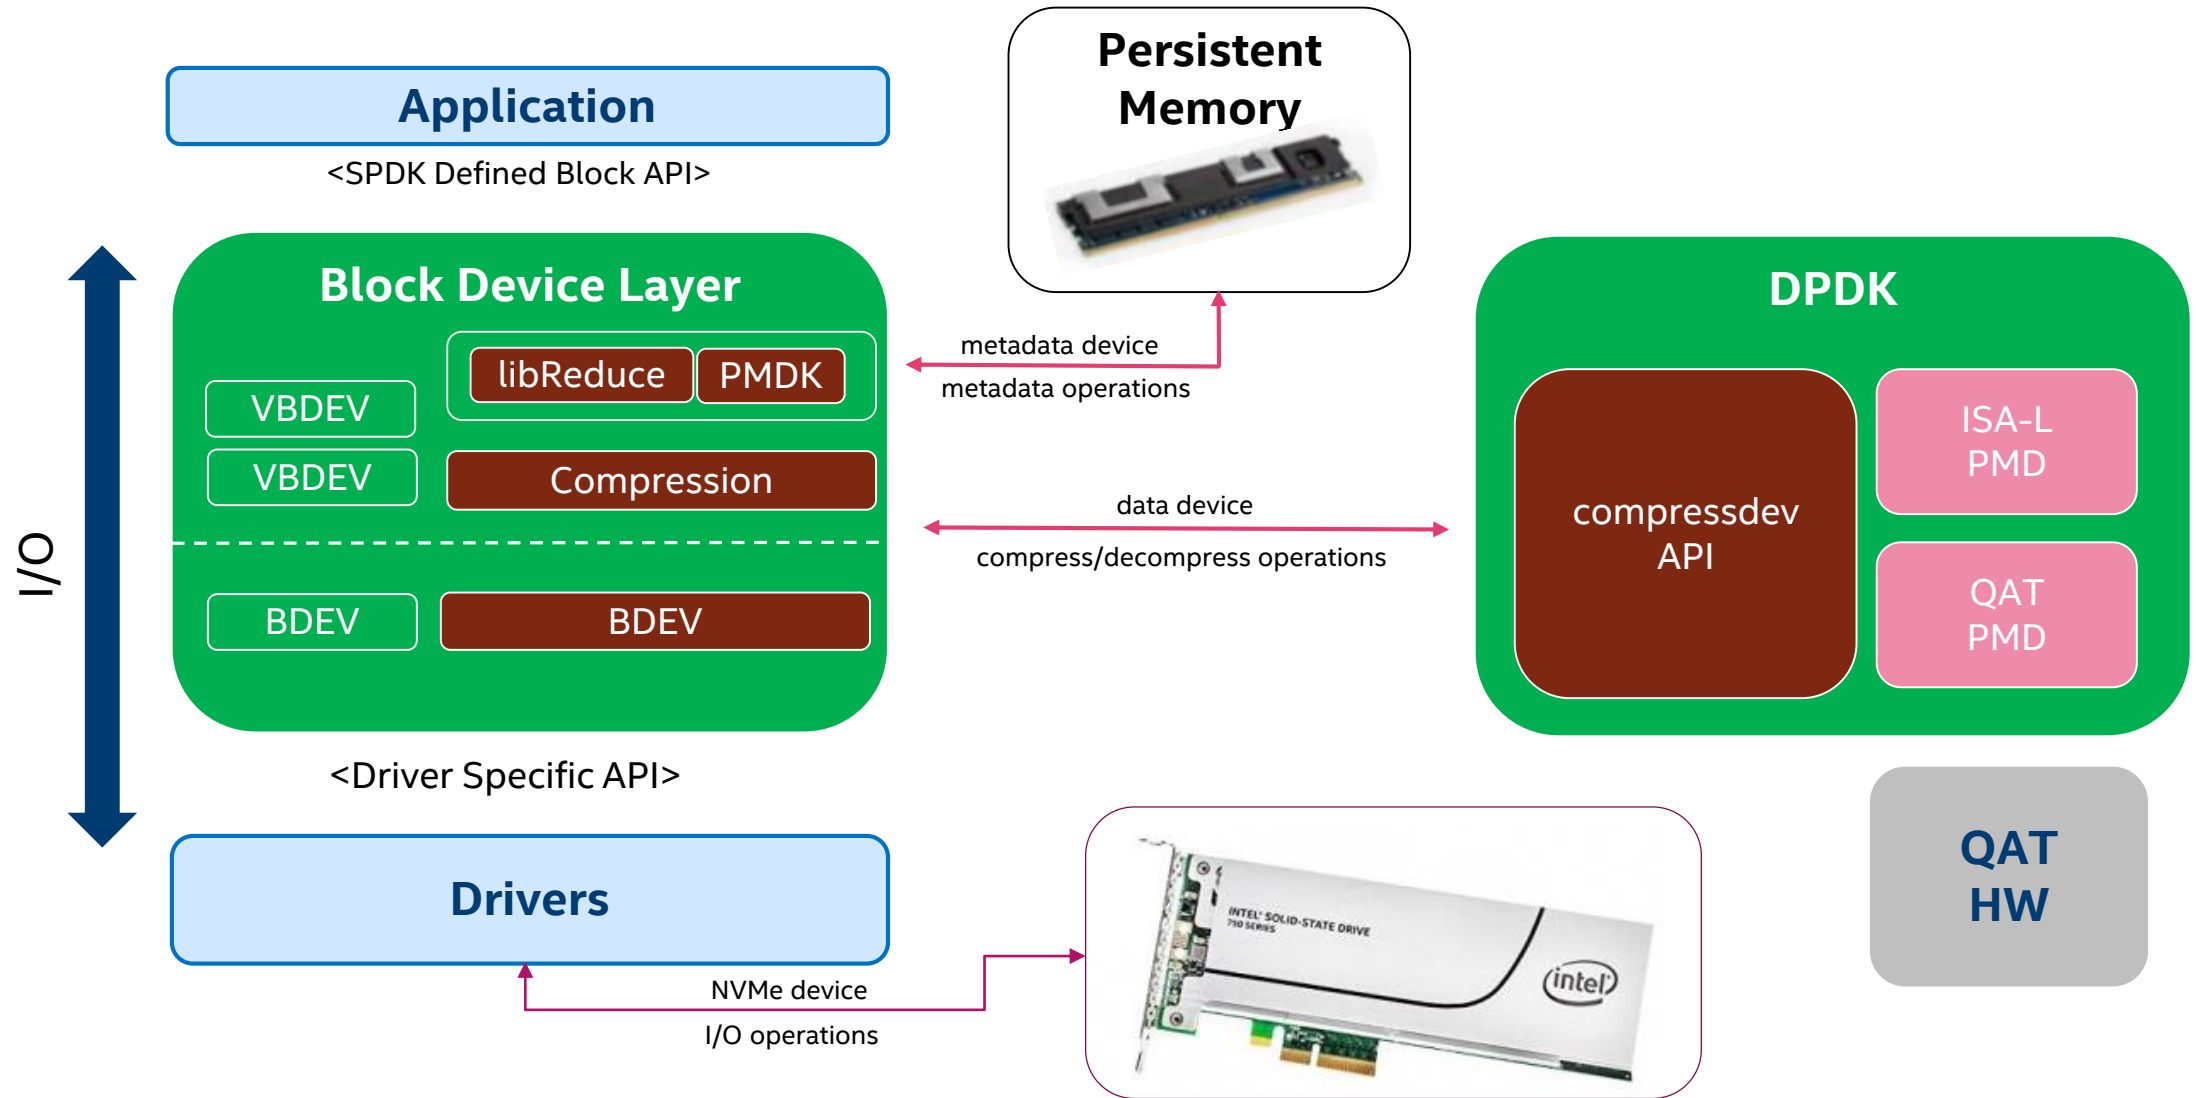 Persistent
Memory
Application
<SPDK Defined Block API>
I/O
Block Device Layer
libReduce
PMDK
VBDEV
VBDEV
Compression
BDEV
BDEV
metadata device
metadata operations
data device
compress/decompress operations
DPDK
compressdev
API
ISA-L
PMD
QAT
PMD
<Driver Specific API>
Drivers
NVMe device
I/O operations
INTEL® SOLID-STATE DRIVE
750 SERIES
intel
QAT
HW